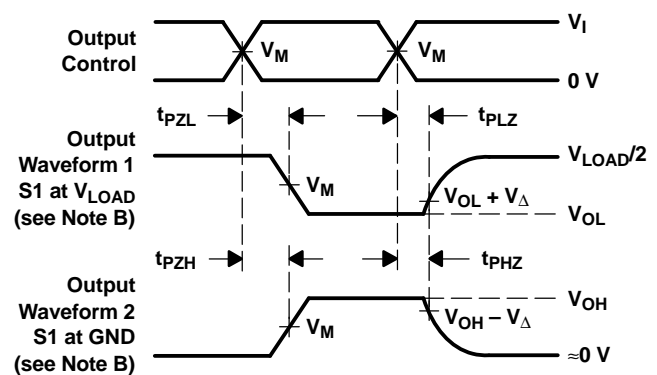 Output
Control
V_M
V_M
V_I
0 V
t_PZL
t_PLZ
Output
Waveform 1
S1 at V_LOAD
(see Note B)
V_M
V_LOAD/2
V_OL + V_Δ
V_OL
t_PZH
t_PHZ
Output
Waveform 2
S1 at GND
(see Note B)
V_M
V_OH
V_OH − V_Δ
≈0 V